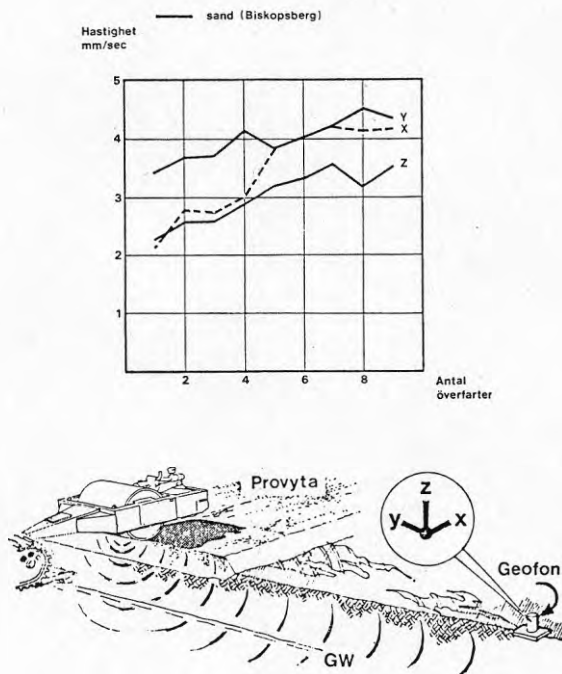 sand (Biskopsberg)
Hastighet
mm/sec
5
4
3
2
1
Y
X
Z
2
4
6
8
Antal
överfarter
Provyta
z
y
x
Geofon
GW